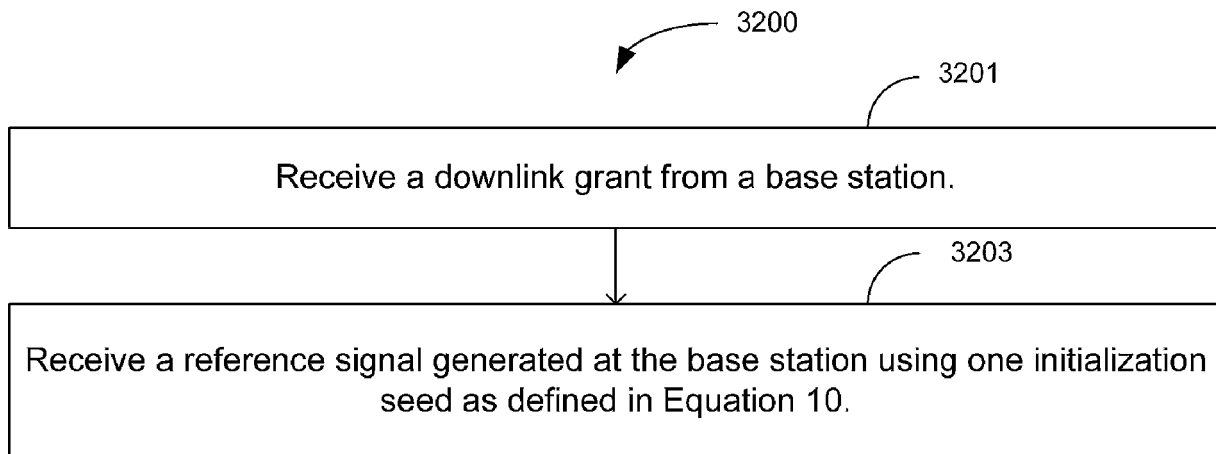 3200
3201
Receive a downlink grant from a base station.
3203
Receive a reference signal generated at the base station using one initialization
seed as defined in Equation 10.